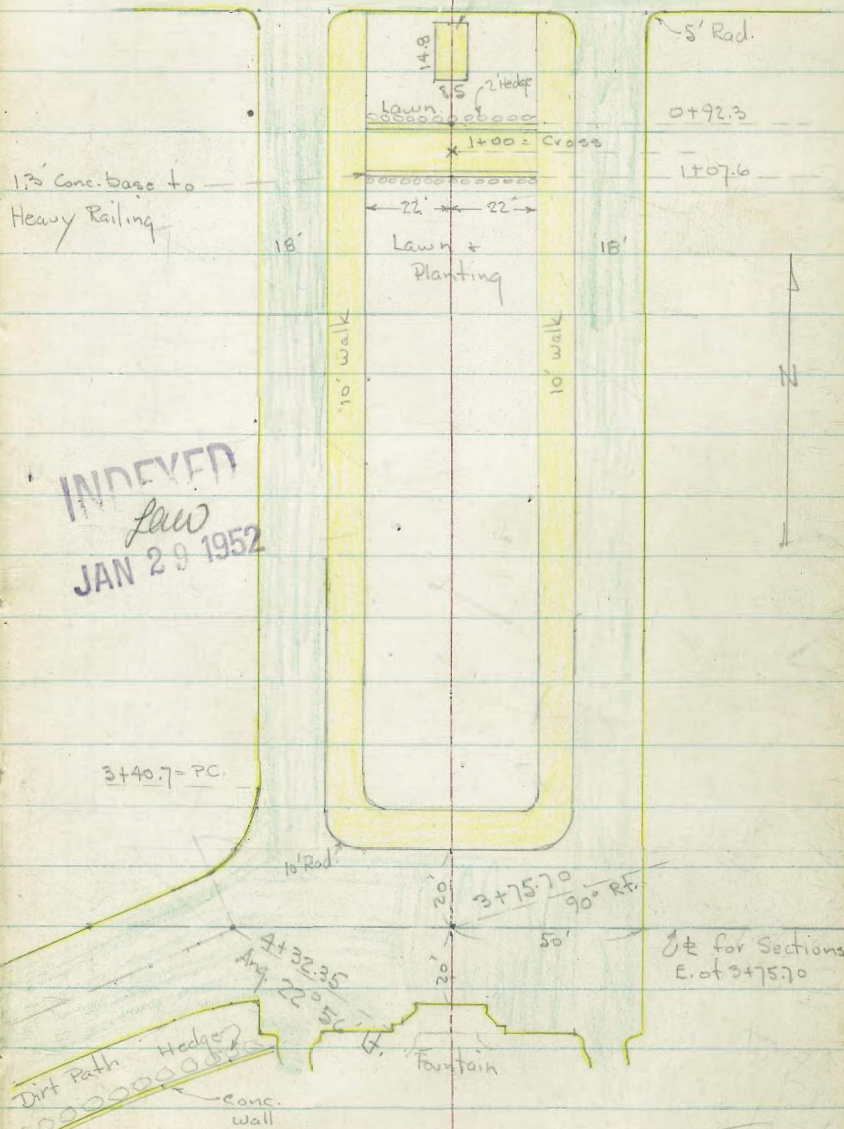 5' Rad.
14.8
8.5
2' Hedge
Lawn
0+92.3
1+00 = Cross
1+07.6
1.3' Conc. base to
Heavy Railing
22' 22'
18'
Lawn +
Planting
18'
10' walk
10' walk
N
INDEXED
JAN 29 1952
3+40.7 = P.C.
10' Rad.
20'
3+75.70
90° Rt.
50'
20'
4+32.35
Ang. 22° 56' Lt.
for Sections
E. of 3+75.70
Fountain
Dirt Path
Hedge
Conc.
wall